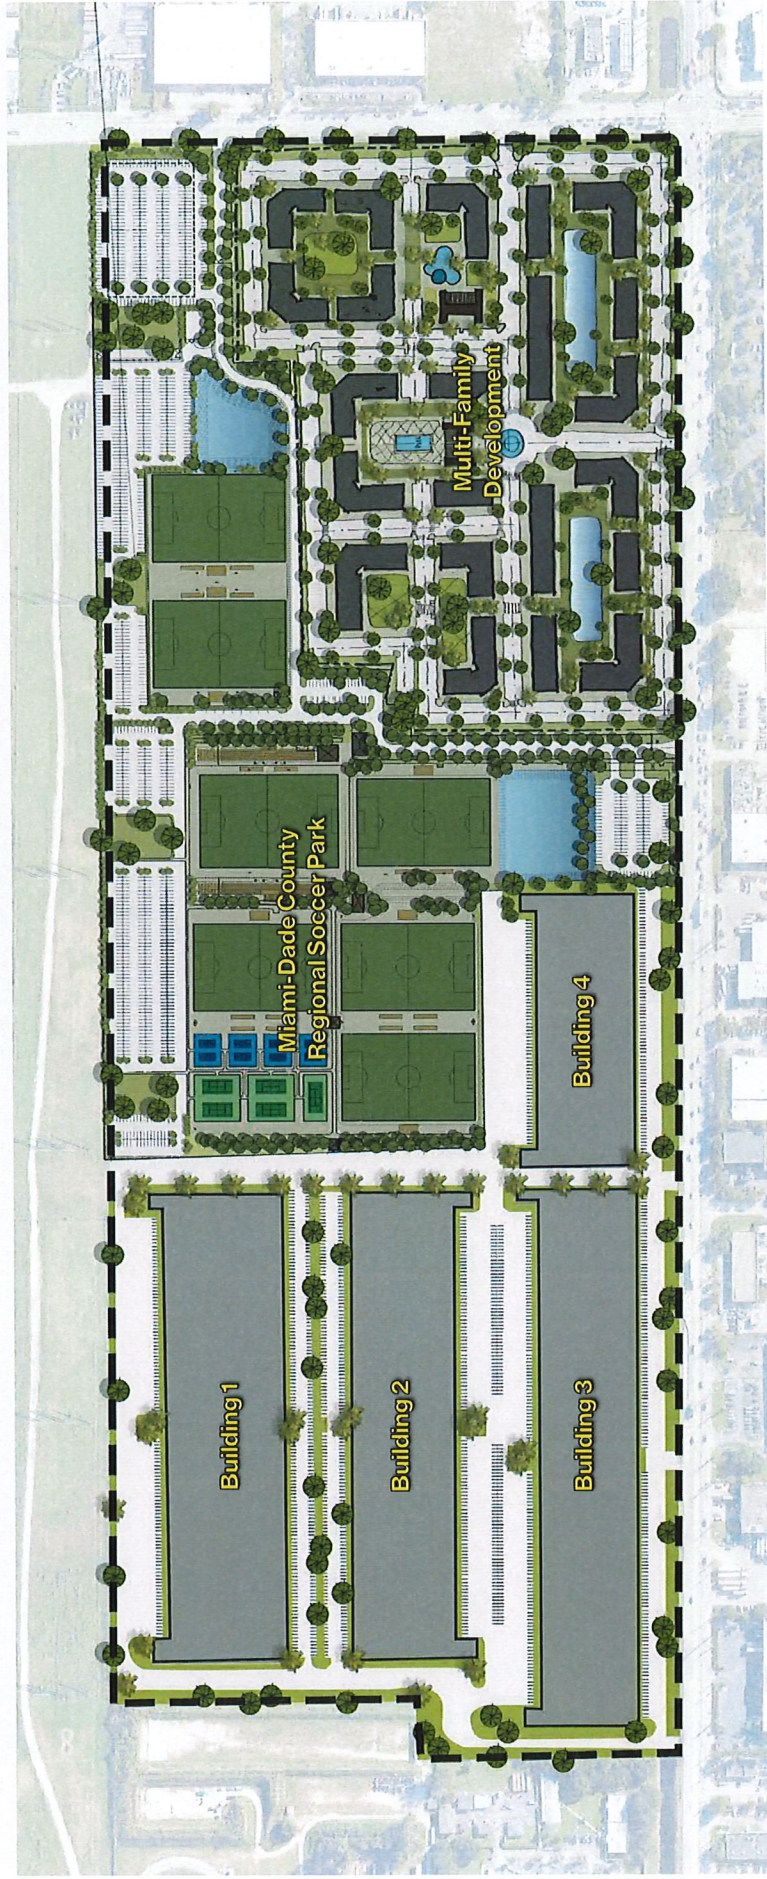 Multi-Family
Development
Miami-Dade County
Regional Soccer Park
Building 4
Building 1
Building 2
Building 3